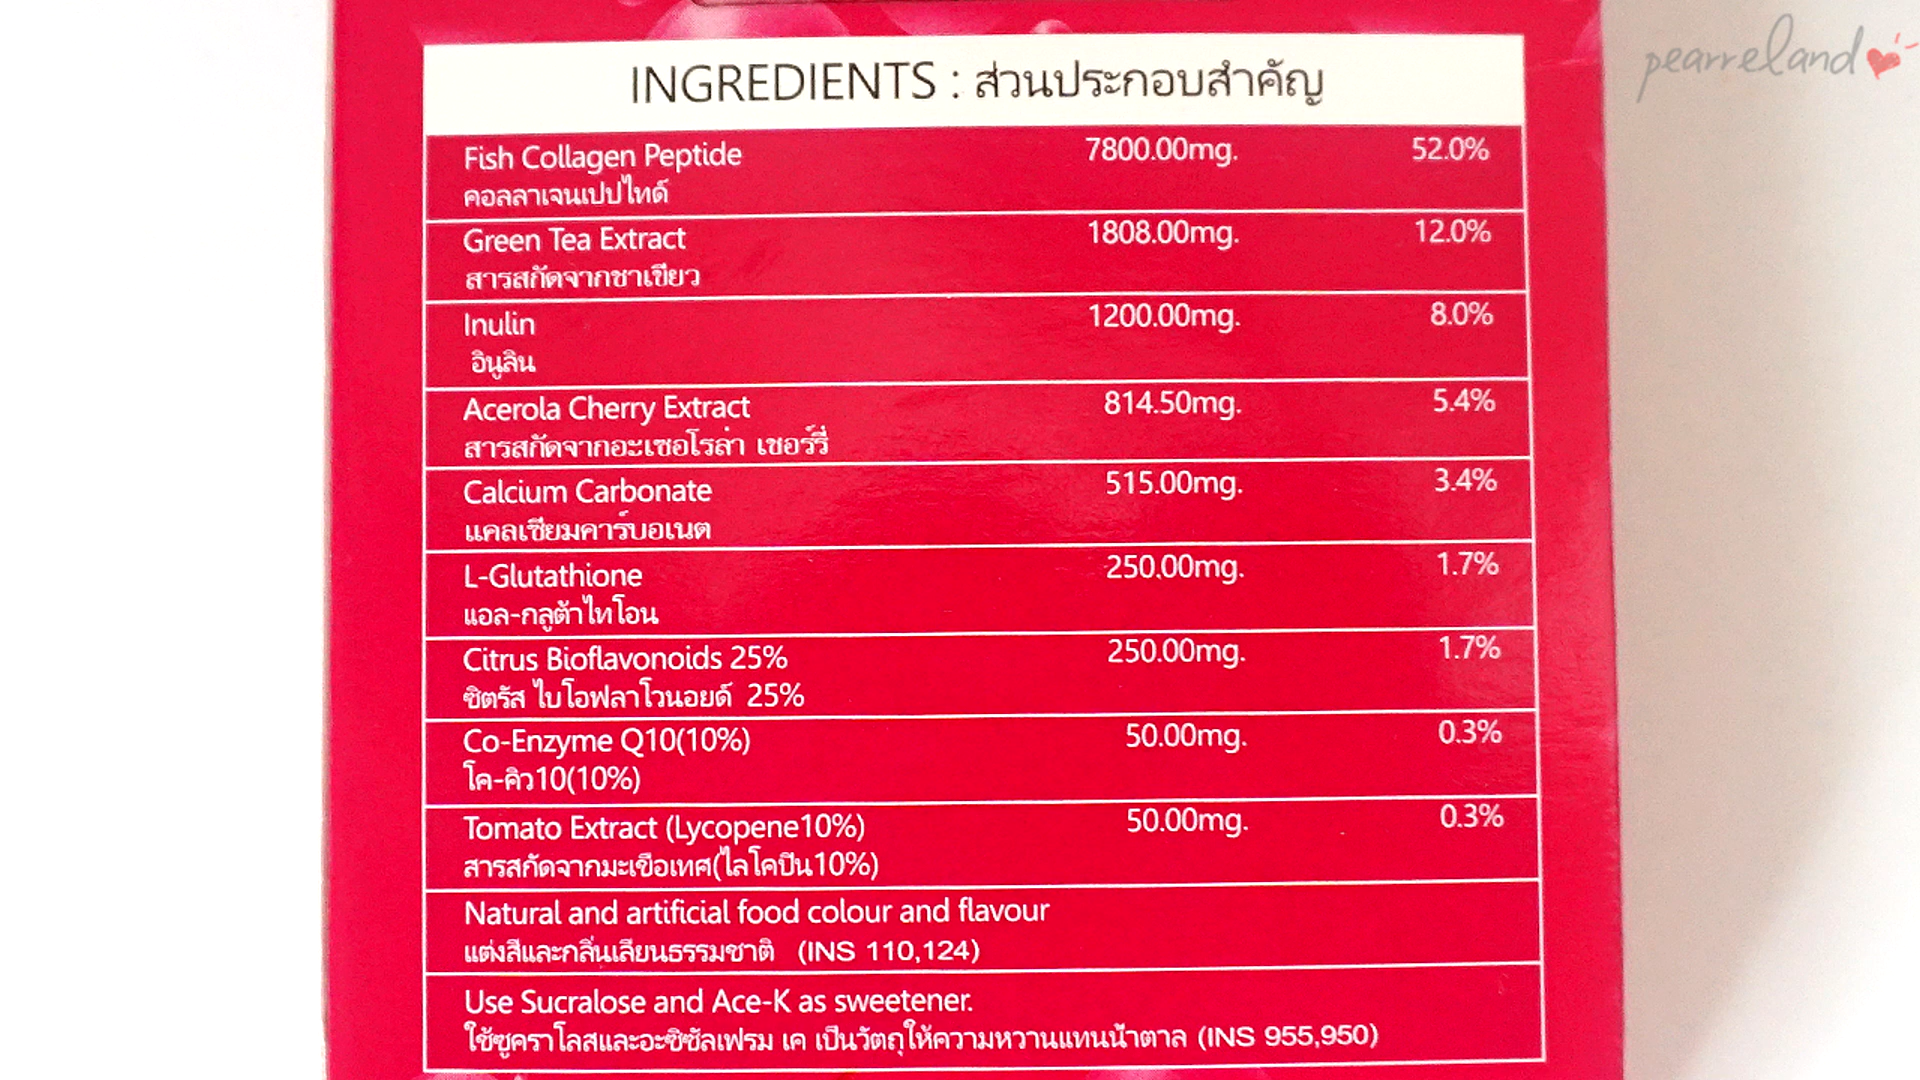 pearreland
INGREDIENTS : ส่วนประกอบสำคัญ
Fish Collagen Peptide 7800.00mg. 52.0%
คอลลาเจนเปปไทด์
Green Tea Extract 1808.00mg. 12.0%
สารสกัดจากชาเขียว
Inulin 1200.00mg. 8.0%
อินูลิน
Acerola Cherry Extract 814.50mg. 5.4%
สารสกัดจากอะเซอโรล่า เชอร์รี่
Calcium Carbonate 515.00mg. 3.4%
แคลเซียมคาร์บอเนต
L-Glutathione 250.00mg. 1.7%
แอล-กลูต้าไทโอน
Citrus Bioflavonoids 25% 250.00mg. 1.7%
ซิตรัส ไบโอฟลาโวนอยด์ 25%
Co-Enzyme Q10(10%) 50.00mg. 0.3%
โค-คิว10(10%)
Tomato Extract (Lycopene10%) 50.00mg. 0.3%
สารสกัดจากมะเขือเทศ(ไลโคปีน10%)
Natural and artificial food colour and flavour
แต่งสีและกลิ่นเลียนธรรมชาติ (INS 110,124)
Use Sucralose and Ace-K as sweetener.
ใช้ซูคราโลสและอะซิซัลเฟรม เค เป็นวัตถุให้ความหวานแทนน้ำตาล (INS 955,950)